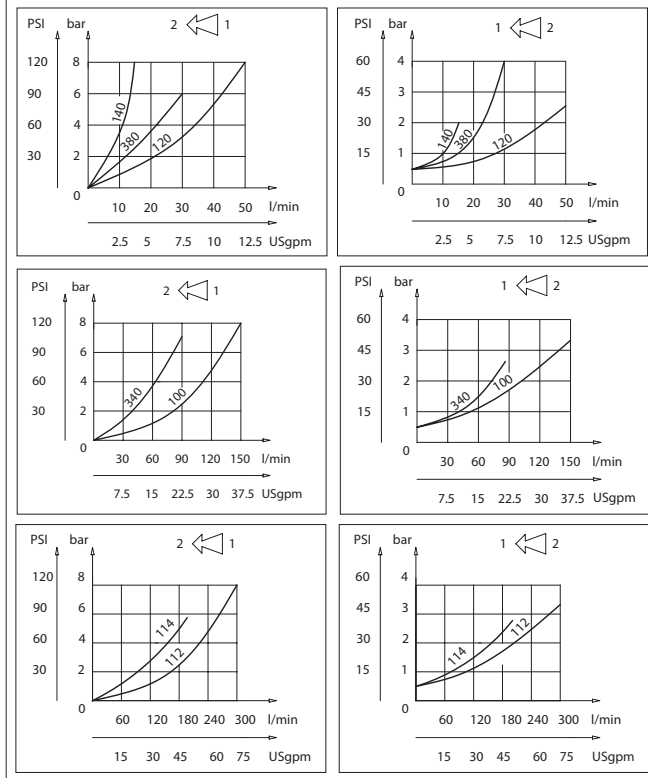 PSI bar 2 1
120 8
90 6
60 4
30 2
0
140 380 120
10 20 30 40 50 l/min
2.5 5 7.5 10 12.5 USgpm
PSI bar 1 2
60 4
45 3
30 2
15 1
0
140 380 120
10 20 30 40 50 l/min
2.5 5 7.5 10 12.5 USgpm
PSI bar 2 1
120 8
90 6
60 4
30 2
0
340 100
30 60 90 120 150 l/min
7.5 15 22.5 30 37.5 USgpm
PSI bar 1 2
60 4
45 3
30 2
15 1
0
340 100
30 60 90 120 150 l/min
7.5 15 22.5 30 37.5 USgpm
PSI bar 2 1
120 8
90 6
60 4
30 2
0
114 112
60 120 180 240 300 l/min
15 30 45 60 75 USgpm
PSI bar 1 2
60 4
45 3
30 2
15 1
0
114 112
60 120 180 240 300 l/min
15 30 45 60 75 USgpm